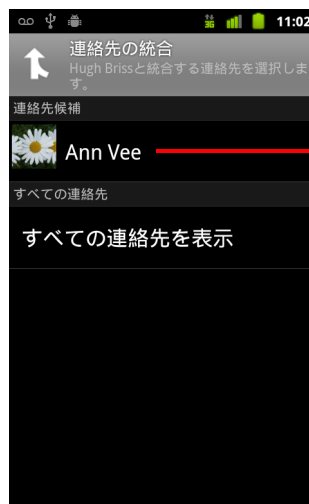 3G 11:02
連絡先の統合
Hugh Brissと統合する連絡先を選択しま
す。
連絡先候補
Ann Vee
すべての連絡先
すべての連絡先を表示